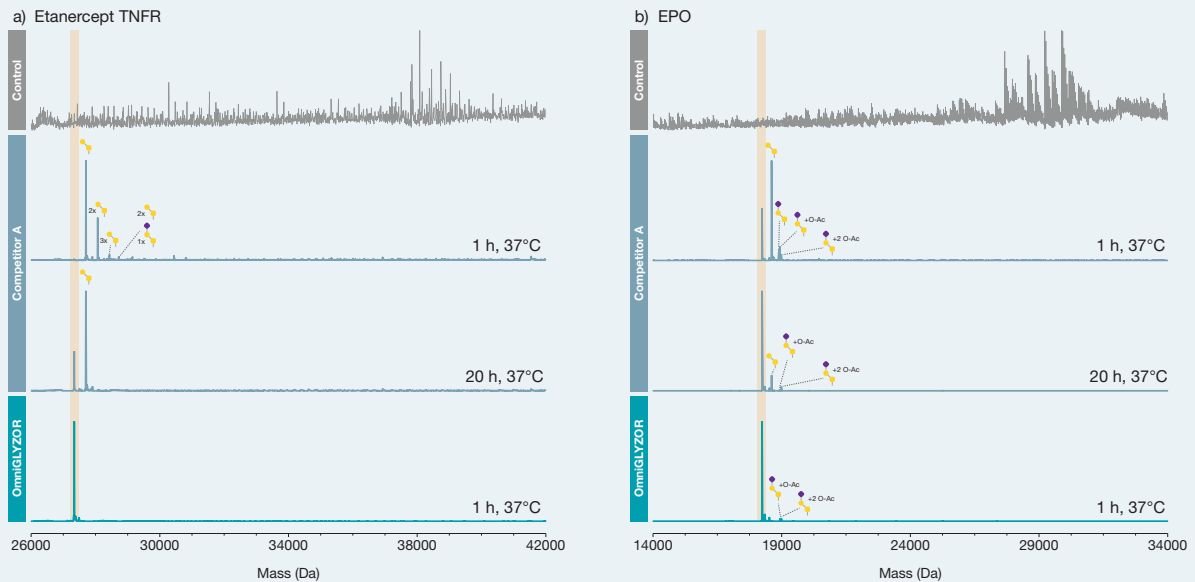 a) Etanercept TNFR
Control
Competitor A
2x
3x
2x
1x
1 h, 37°C
20 h, 37°C
OmniGLYZOR
1 h, 37°C
26000 30000 34000 38000 42000
Mass (Da)
b) EPO
Control
Competitor A
+O-Ac
+2 O-Ac
1 h, 37°C
+O-Ac
+2 O-Ac
20 h, 37°C
OmniGLYZOR
+O-Ac
+2 O-Ac
1 h, 37°C
14000 19000 24000 29000 34000
Mass (Da)